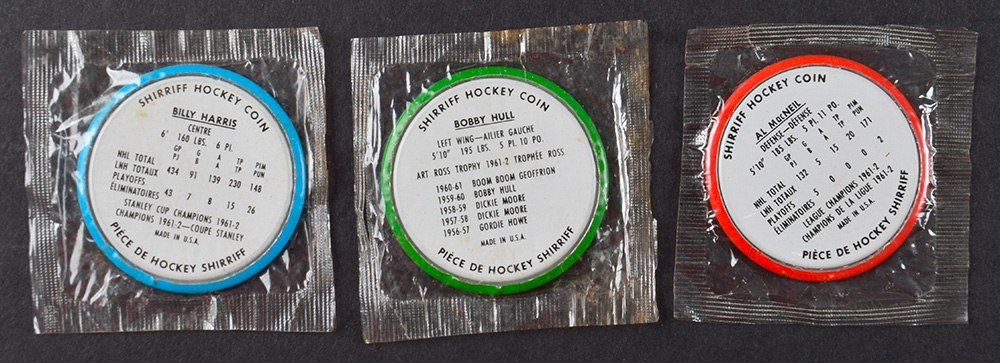 SHIRRIFF HOCKEY COIN
BILLY HARRIS
CENTRE
6' 160 LBS. 6 PI.
GP G A TP PIM
PJ B A P PUN
NHL TOTAL
LNH TOTAUX 434 91 139 230 148
PLAYOFFS
ÉLIMINATOIRES 43 7 8 15 26
STANLEY CUP CHAMPIONS 1961-2
CHAMPIONS 1961-2—COUPE STANLEY
MADE IN U.S.A.
PIÈCE DE HOCKEY SHIRRIFF
SHIRRIFF HOCKEY COIN
BOBBY HULL
LEFT WING—AILIER GAUCHE
5'10" 195 LBS. 5 PI. 10 PO.
ART ROSS TROPHY 1961-2 TROPHÉE ROSS
1960-61 BOOM BOOM GEOFFRION
1959-60 BOBBY HULL
1958-59 DICKIE MOORE
1957-58 DICKIE MOORE
1956-57 GORDIE HOWE
MADE IN U.S.A.
PIÈCE DE HOCKEY SHIRRIFF
SHIRRIFF HOCKEY COIN
AL MacNEIL
DEFENSE—DÉFENSE
5'10" 185 LBS. 5 PI. 11 PO.
GP G A TP PIM
PJ B A P PUN
NHL TOTAL
LNH TOTAUX 132 5 15 20 171
PLAYOFFS
ÉLIMINATOIRES 5 0 0 0 2
LEAGUE CHAMPIONS 1961-2
CHAMPIONS DE LA LIGUE 1961-2
MADE IN U.S.A.
PIÈCE DE HOCKEY SHIRRIFF